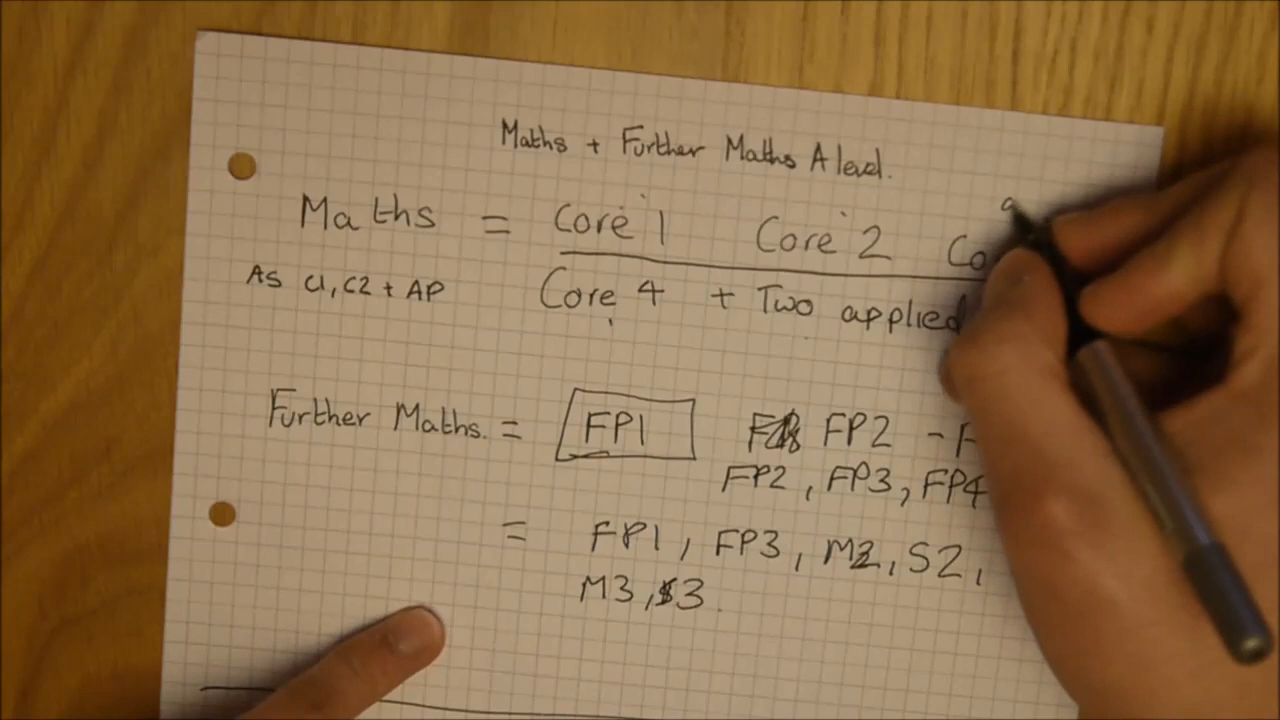 Maths + Further Maths A level.
Maths = Core 1 Core 2 Co
As C1, C2 + AP Core 4 + Two applied
Further Maths. = FP1 FP2 - F
FP2, FP3, FP4
= FP1, FP3, M2, S2,
M3, S3.